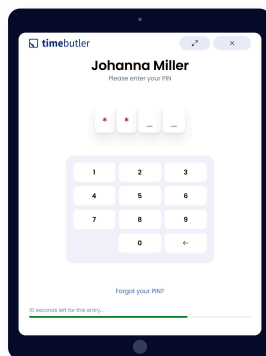 timebutler
Johanna Miller
Please enter your PIN
* * _ _
1 2 3
4 5 6
7 8 9
0 ←
Forgot your PIN?
10 seconds left for this entry...